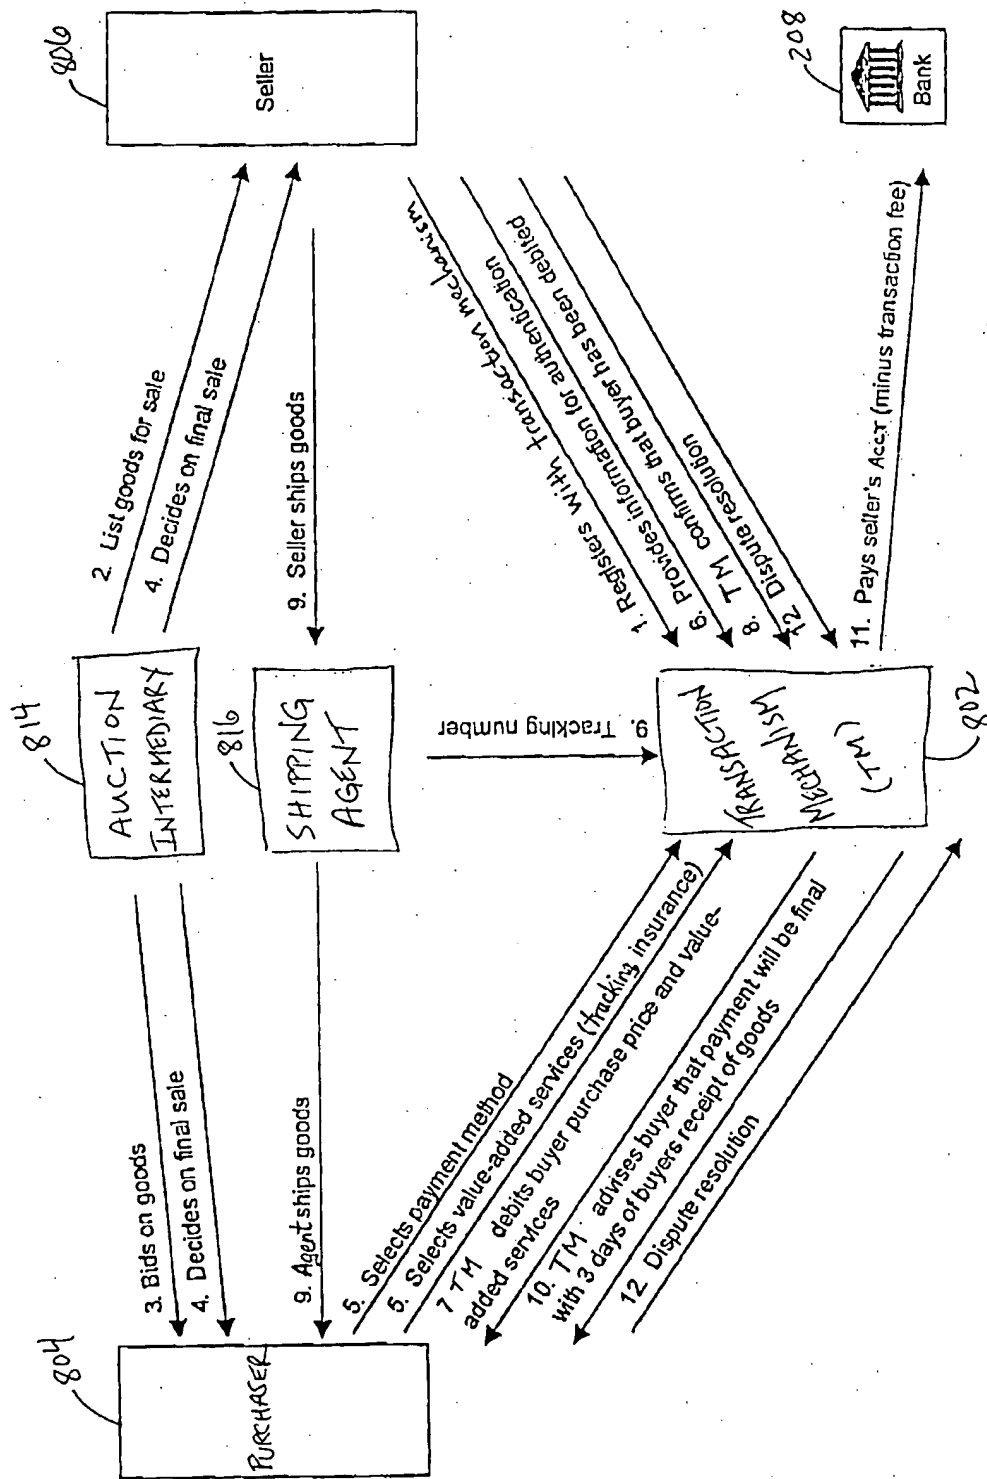 804
PURCHASER
814
AUCTION
INTERMEDIARY
816
SHIPPING
AGENT
806
Seller
2. List goods for sale
4. Decides on final sale
9. Seller ships goods
3. Bids on goods
4. Decides on final sale
9. Agent ships goods
9. Tracking number
5. Selects payment method
5. Selects value-added services (tracking insurance)
7 TM debits buyer purchase price and value-
added services
10. TM advises buyer that payment will be final
with 3 days of buyers receipt of goods
12. Dispute resolution
TRANSACTION
MECHANISM
(TM)
802
1. Registers with transaction mechanism
6. Provides information for authentication
8. TM confirms that buyer has been debited
12. Dispute resolution
11. Pays seller's Acct (minus transaction fee)
208
Bank